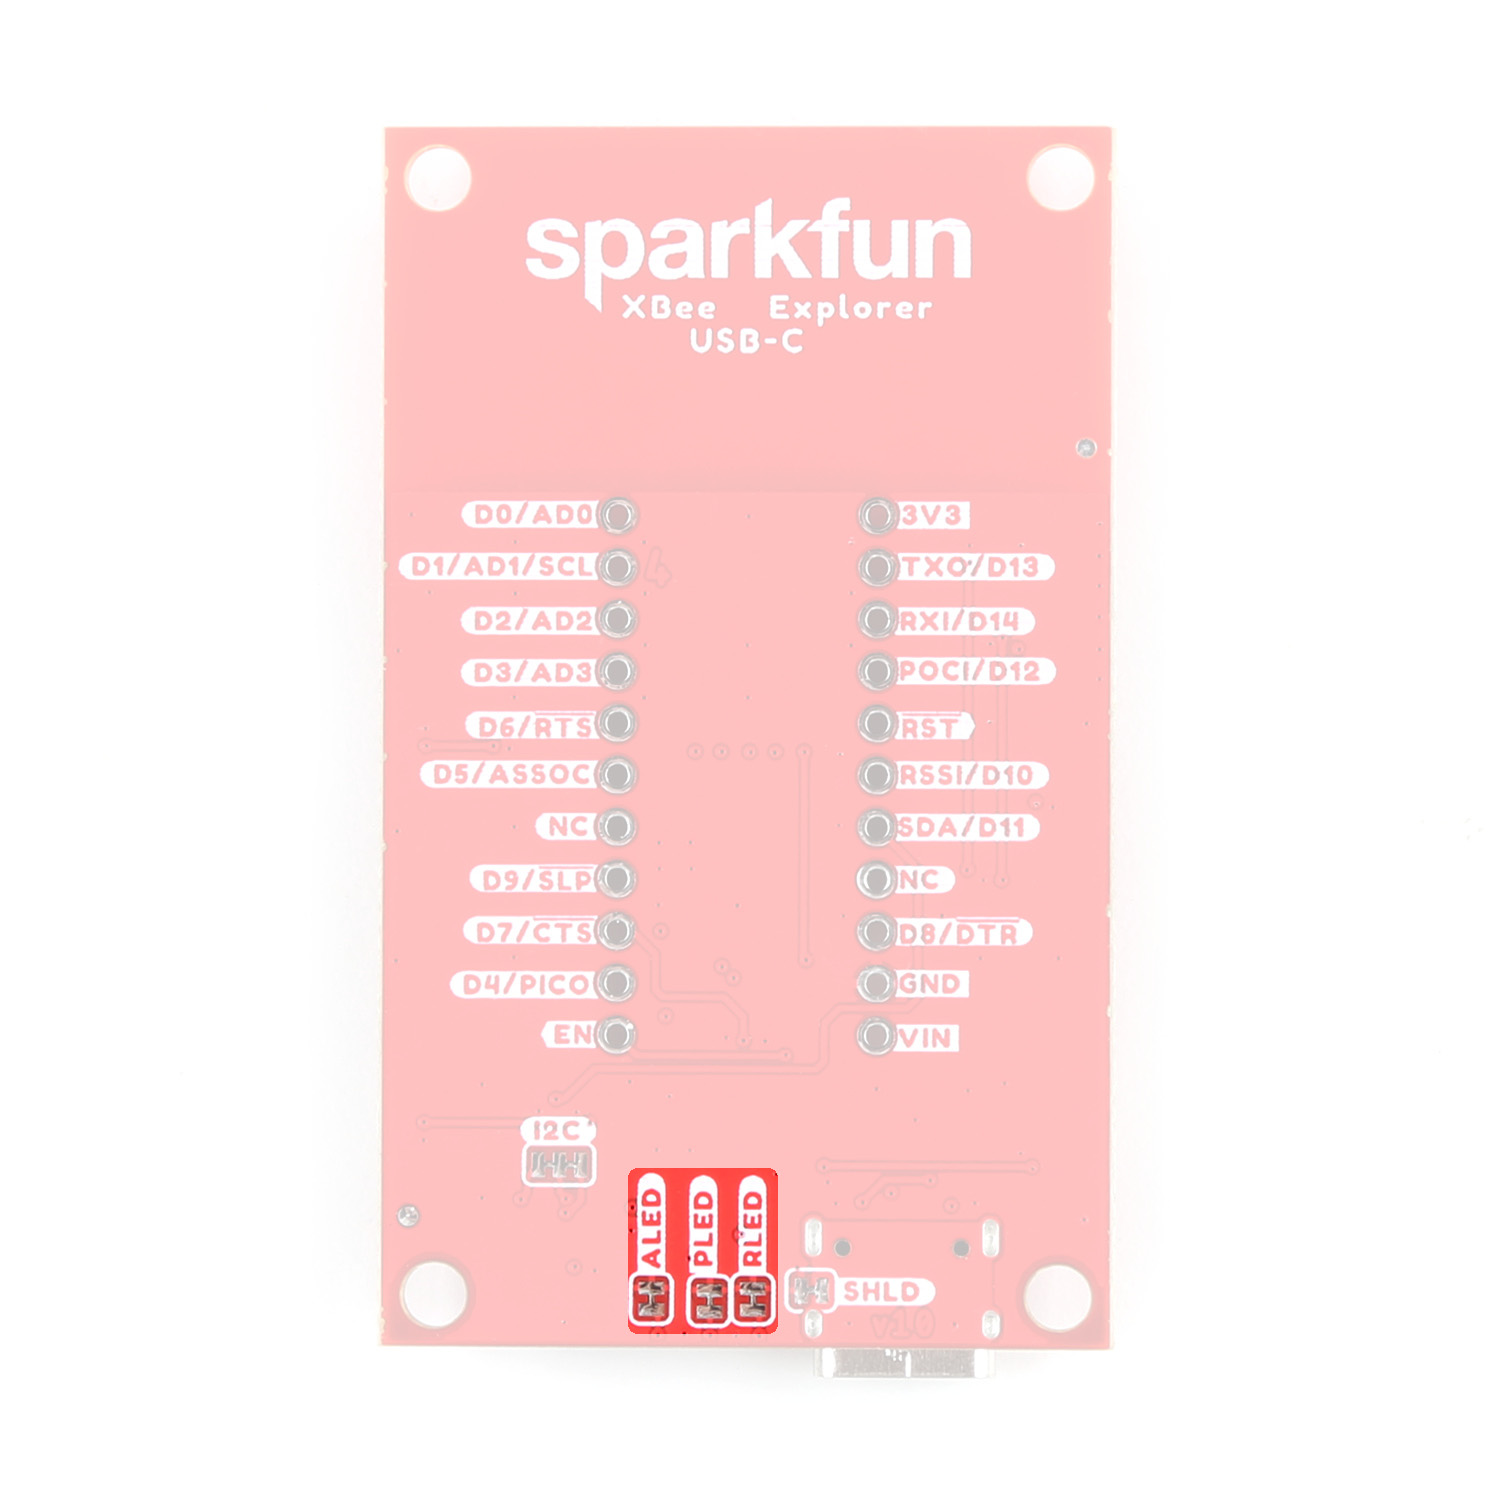 sparkfun
XBee Explorer
USB-C
D0/AD0 3V3
D1/AD1/SCL TXO/D13
D2/AD2 RXI/D14
D3/AD3 POCI/D12
D6/RTS RST
D5/ASSOC RSSI/D10
NC SDA/D11
D9/SLP NC
D7/CTS D8/DTR
D4/PICO GND
EN VIN
I2C
ALED
PLED
RLED
SHLD
v10
4